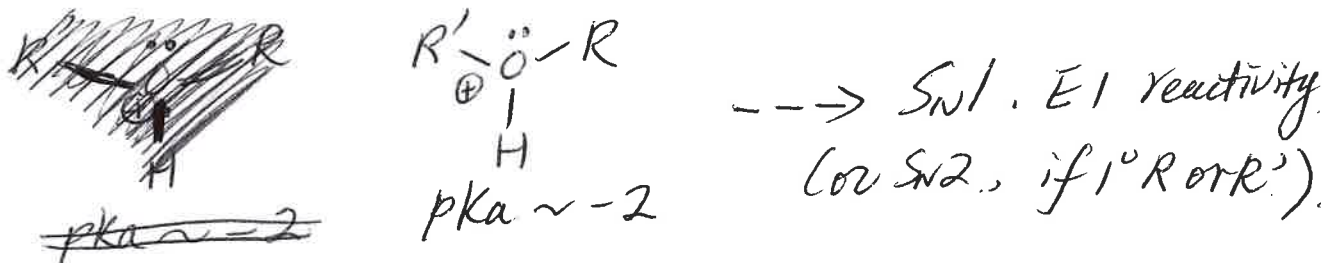 R' O R
⊕
H
pKa ~ -2
pKa ~ -2
---> SN1, E1 reactivity
(or SN2, if 1° R or R').